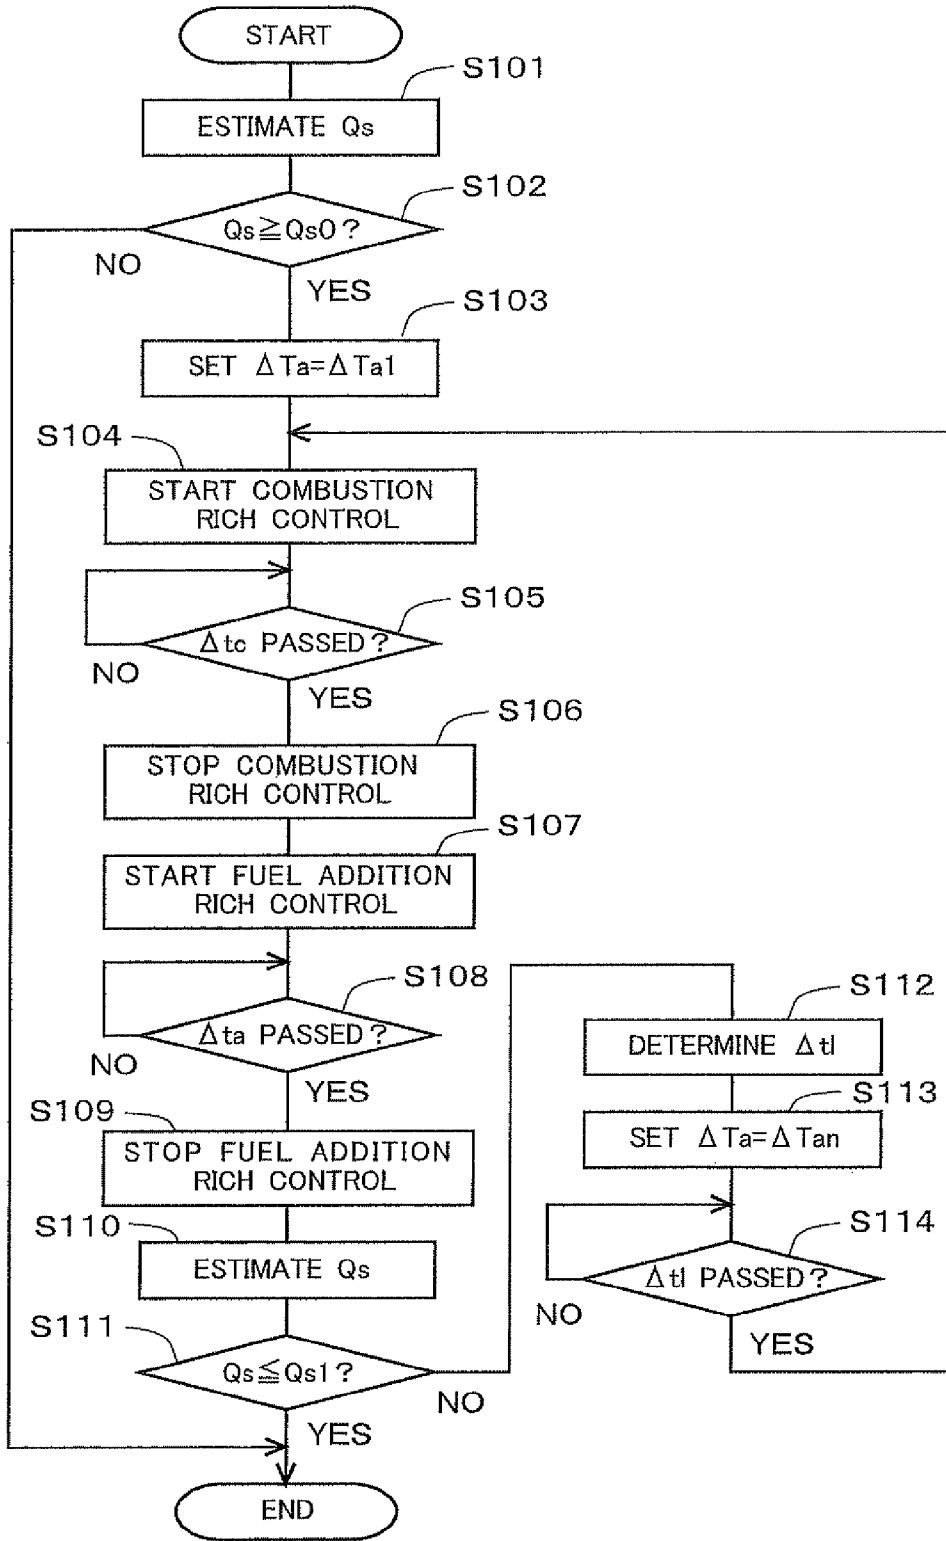 START
S101
ESTIMATE Qs
S102
Qs≧Qs0?
NO
YES
S103
SET ΔTa=ΔTa1
S104
START COMBUSTION
RICH CONTROL
S105
Δtc PASSED?
NO
YES
S106
STOP COMBUSTION
RICH CONTROL
S107
START FUEL ADDITION
RICH CONTROL
S108
Δta PASSED?
NO
YES
S109
STOP FUEL ADDITION
RICH CONTROL
S110
ESTIMATE Qs
S111
Qs≦Qs1?
NO
YES
END
S112
DETERMINE Δtl
S113
SET ΔTa=ΔTan
S114
Δtl PASSED?
NO
YES